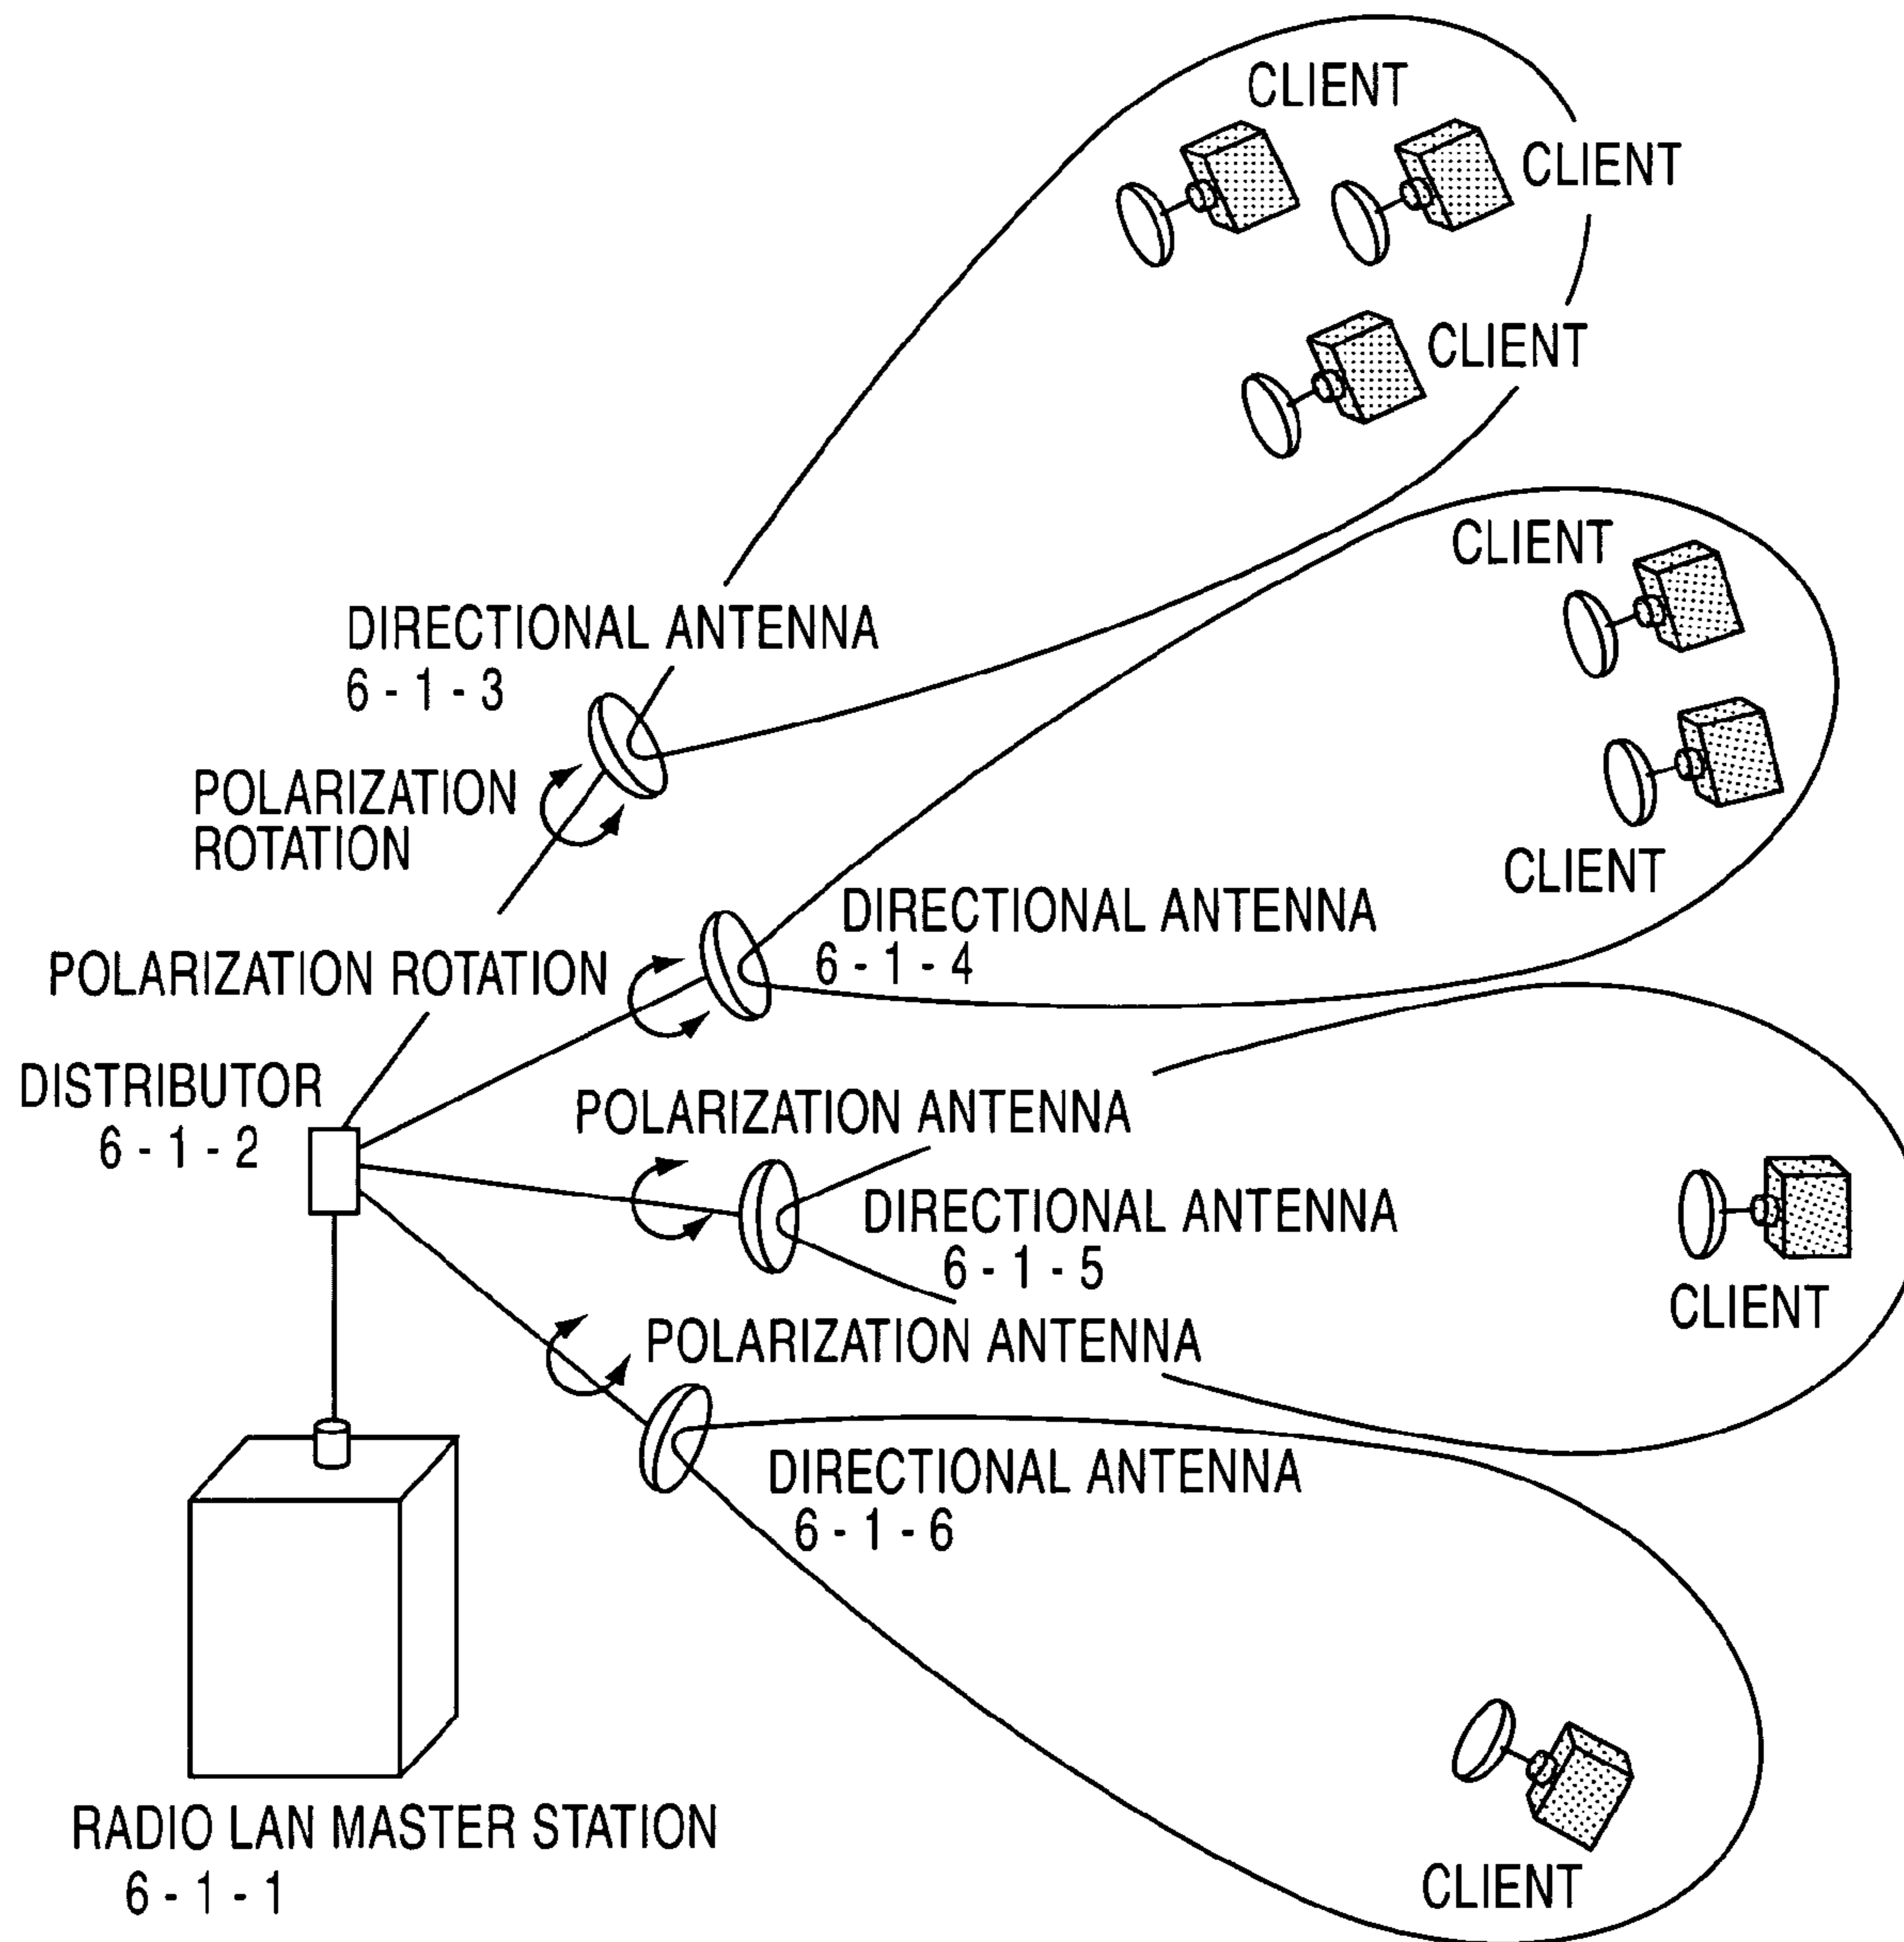 CLIENT
CLIENT
CLIENT
CLIENT
DIRECTIONAL ANTENNA
6 - 1 - 3
POLARIZATION
ROTATION
CLIENT
DIRECTIONAL ANTENNA
6 - 1 - 4
POLARIZATION ROTATION
DISTRIBUTOR
6 - 1 - 2
POLARIZATION ANTENNA
DIRECTIONAL ANTENNA
6 - 1 - 5
CLIENT
POLARIZATION ANTENNA
DIRECTIONAL ANTENNA
6 - 1 - 6
RADIO LAN MASTER STATION
6 - 1 - 1
CLIENT